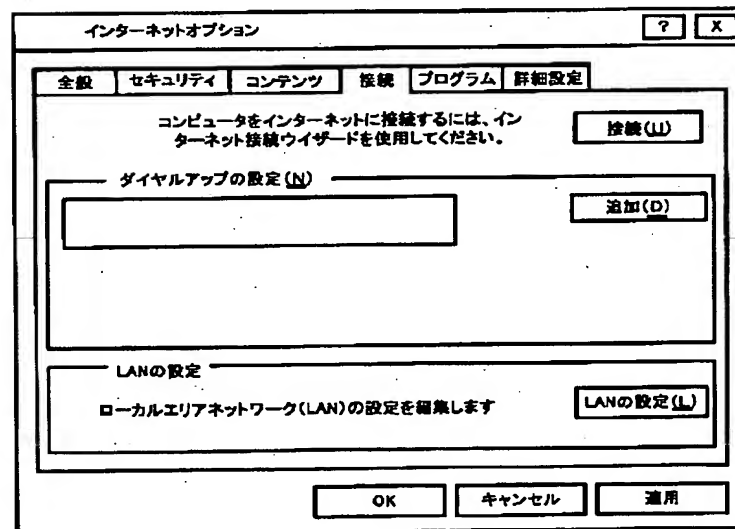 インターネットオプション ? X
全般 セキュリティ コンテンツ 接続 プログラム 詳細設定
コンピュータをインターネットに接続するには、イン
ターネット接続ウイザードを使用してください。
接続(U)
ダイヤルアップの設定(N)
追加(D)
LANの設定
ローカルエリアネットワーク(LAN)の設定を編集します
LANの設定(L)
OK キャンセル 適用